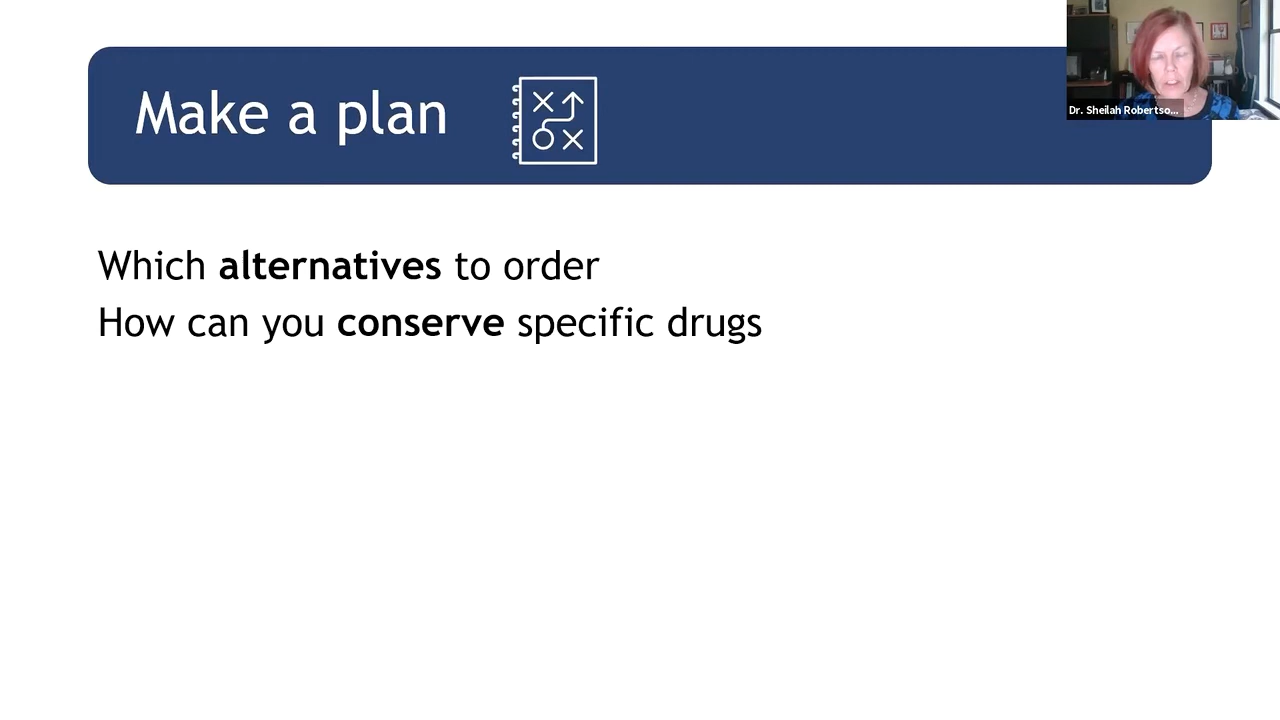 Make a plan
Dr. Sheilah Robertso...
Which alternatives to order
How can you conserve specific drugs